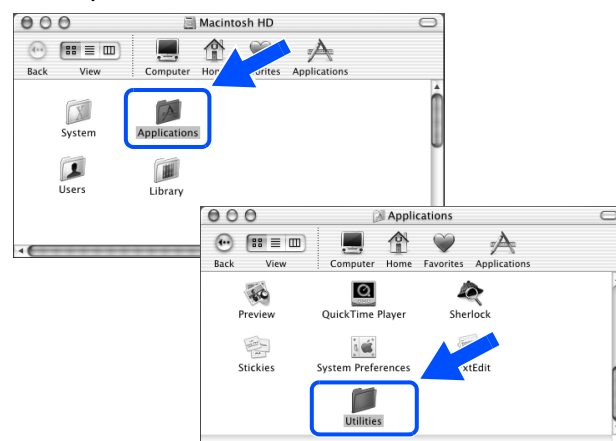 Macintosh HD
Back View Computer Favorites Applications
System Applications
Users Library
Applications
Back View Computer Home Favorites Applications
Preview QuickTime Player Sherlock
Stickies System Preferences xtEdit
Utilities